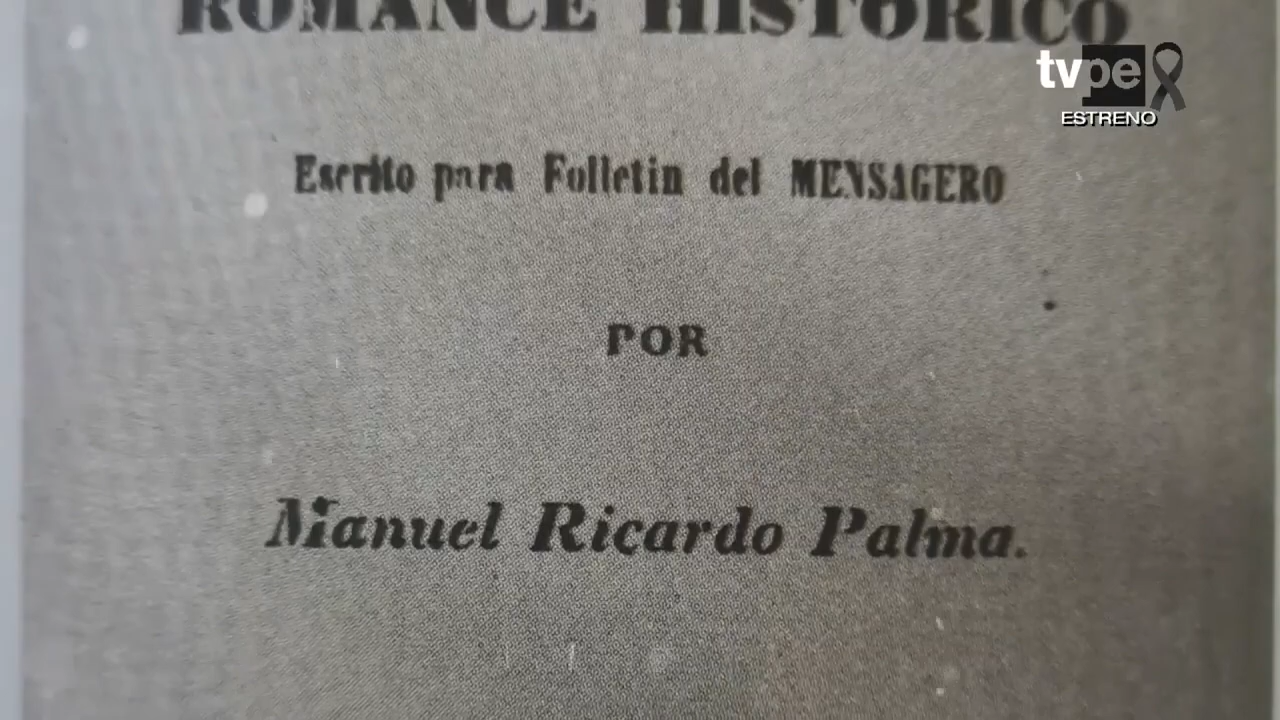 ROMANCE HISTÓRICO
tvpe
ESTRENO
Escrito para Folletin del MENSAGERO
POR
Manuel Ricardo Palma.